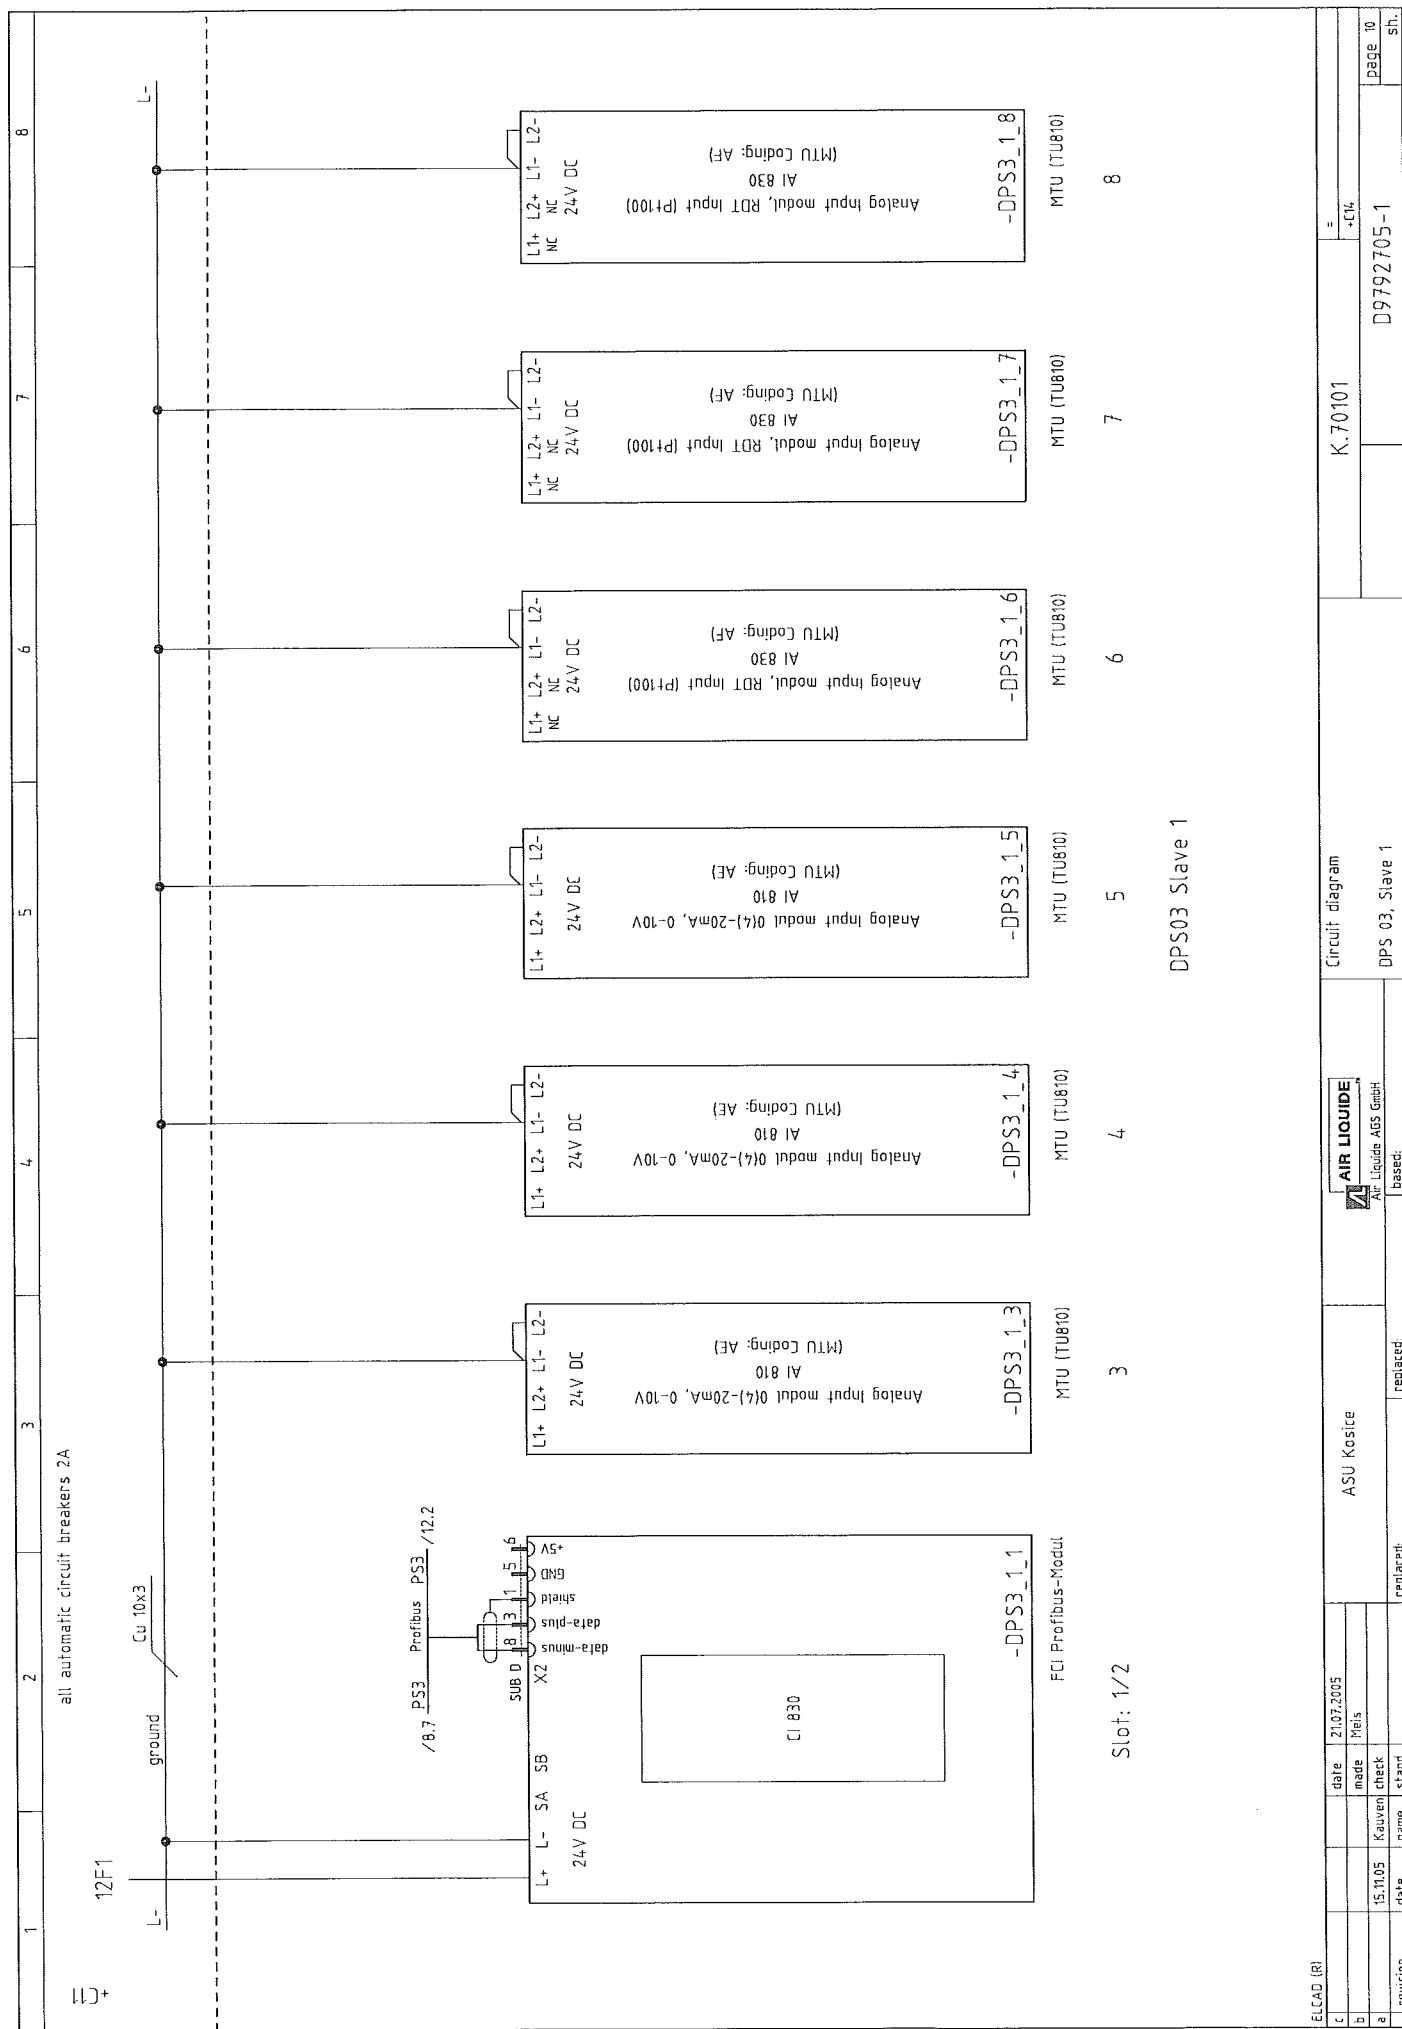 1
2
3
4
5
6
7
8
+C11
all automatic circuit breakers 2A
12F1
L-
ground
Cu 10x3
L-
/8.7 PS3 Profibus PS3 /12.2
L+ L- SA SB
24V DC
SUB D
X2
8 3 1 5 6
data-minus
data-plus
shield
GND
+5V
CI 830
-DPS3_1_1
FCI Profibus-Modul
Slot: 1/2
L1+ L2+ L1- L2-
24V DC
Analog Input modul 0(4)-20mA, 0-10V
AI 810
(MTU Coding: AE)
-DPS3_1_3
MTU (TU810)
3
L1+ L2+ L1- L2-
24V DC
Analog Input modul 0(4)-20mA, 0-10V
AI 810
(MTU Coding: AE)
-DPS3_1_4
MTU (TU810)
4
L1+ L2+ L1- L2-
24V DC
Analog Input modul 0(4)-20mA, 0-10V
AI 810
(MTU Coding: AE)
-DPS3_1_5
MTU (TU810)
5
L1+ L2+ L1- L2-
NC NC
24V DC
Analog Input modul, RDT Input (Pt100)
AI 830
(MTU Coding: AF)
-DPS3_1_6
MTU (TU810)
6
L1+ L2+ L1- L2-
NC NC
24V DC
Analog Input modul, RDT Input (Pt100)
AI 830
(MTU Coding: AF)
-DPS3_1_7
MTU (TU810)
7
L1+ L2+ L1- L2-
NC NC
24V DC
Analog Input modul, RDT Input (Pt100)
AI 830
(MTU Coding: AF)
-DPS3_1_8
MTU (TU810)
8
DPS03 Slave 1
ELCAD (R)
c
b
a 15.11.05 Kauven
revision date name
date 21.07.2005
made Meis
check
stand
ASU Kosice
replaced:
replaced:
AIR LIQUIDE
Air Liquide AGS GmbH
based:
Circuit diagram
DPS 03, Slave 1
K.70101
D9792705-1
=
+C14
page 10
sh.